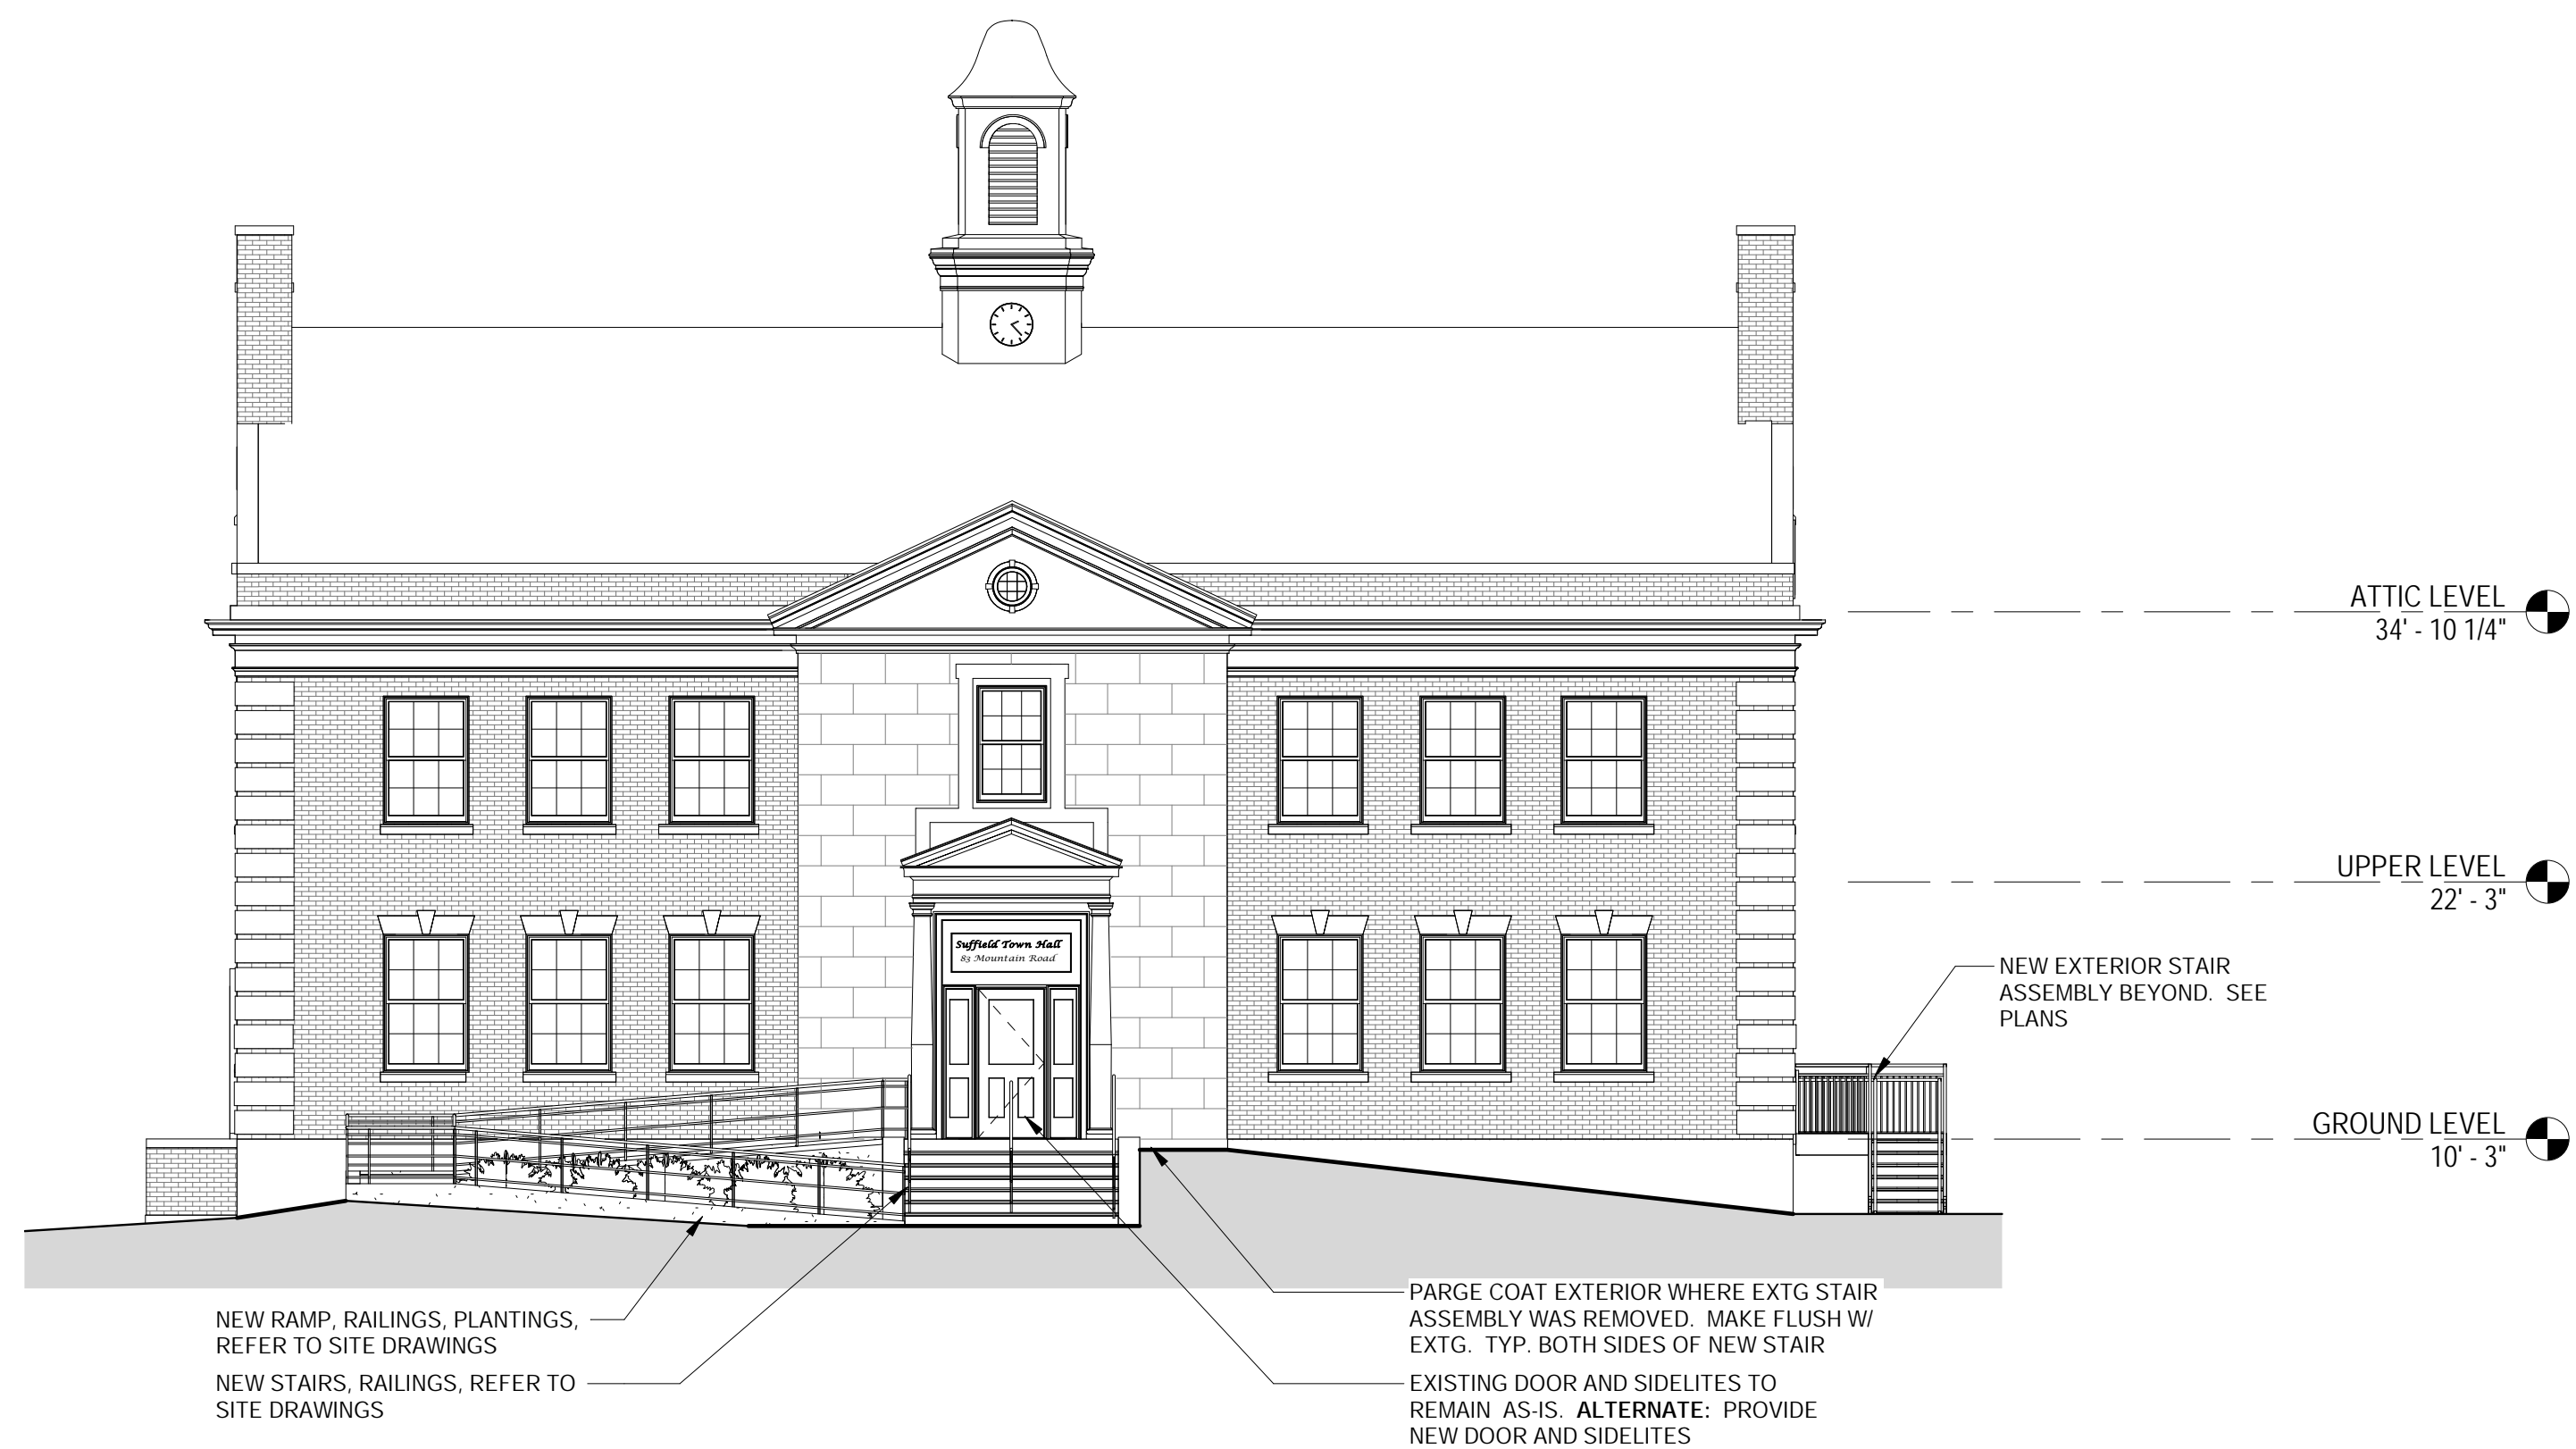 ATTIC LEVEL
34' - 10 1/4"
UPPER LEVEL
22' - 3"
Suffield Town Hall
83 Mountain Road
NEW EXTERIOR STAIR
ASSEMBLY BEYOND. SEE
PLANS
GROUND LEVEL
10' - 3"
NEW RAMP, RAILINGS, PLANTINGS,
REFER TO SITE DRAWINGS
NEW STAIRS, RAILINGS, REFER TO
SITE DRAWINGS
PARGE COAT EXTERIOR WHERE EXTG STAIR
ASSEMBLY WAS REMOVED. MAKE FLUSH W/
EXTG. TYP. BOTH SIDES OF NEW STAIR
EXISTING DOOR AND SIDELITES TO
REMAIN AS-IS. ALTERNATE: PROVIDE
NEW DOOR AND SIDELITES